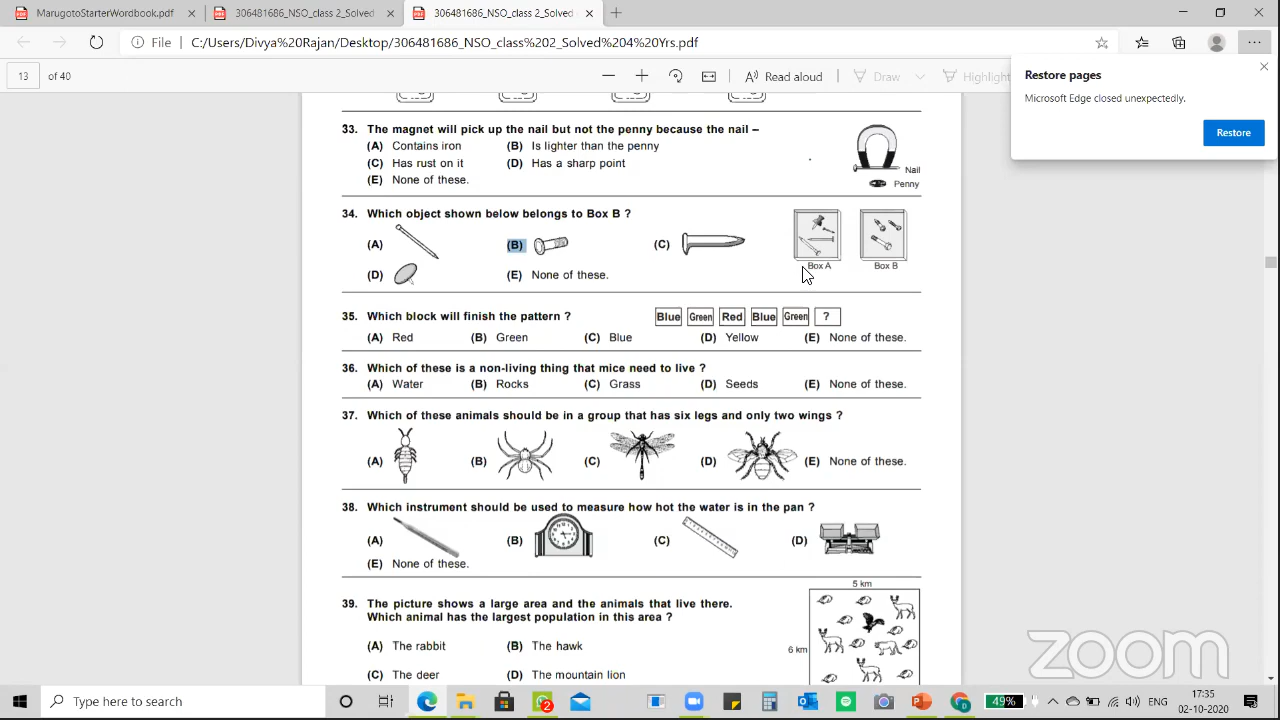 MarugotoStarterWordbook.pdf
306481686_NSO_class 2_Solved
306481686_NSO_class 2_Solved
File
C:/Users/Divya%20Rajan/Desktop/306481686_NSO_class%202_Solved%204%20Yrs.pdf
13 of 40
Read aloud
Draw
Highlight
Restore pages
Microsoft Edge closed unexpectedly.
Restore
33. The magnet will pick up the nail but not the penny because the nail –
(A) Contains iron (B) Is lighter than the penny
(C) Has rust on it (D) Has a sharp point
(E) None of these.
Nail
Penny
34. Which object shown below belongs to Box B ?
(A) (B) (C)
(D) (E) None of these.
Box A Box B
35. Which block will finish the pattern ?
Blue Green Red Blue Green ?
(A) Red (B) Green (C) Blue (D) Yellow (E) None of these.
36. Which of these is a non-living thing that mice need to live ?
(A) Water (B) Rocks (C) Grass (D) Seeds (E) None of these.
37. Which of these animals should be in a group that has six legs and only two wings ?
(A) (B) (C) (D) (E) None of these.
38. Which instrument should be used to measure how hot the water is in the pan ?
(A) (B) (C) (D)
(E) None of these.
39. The picture shows a large area and the animals that live there.
Which animal has the largest population in this area ?
(A) The rabbit (B) The hawk
(C) The deer (D) The mountain lion
5 km
6 km
zoom
Type here to search
2
49%
ENG
17:35
02-10-2020